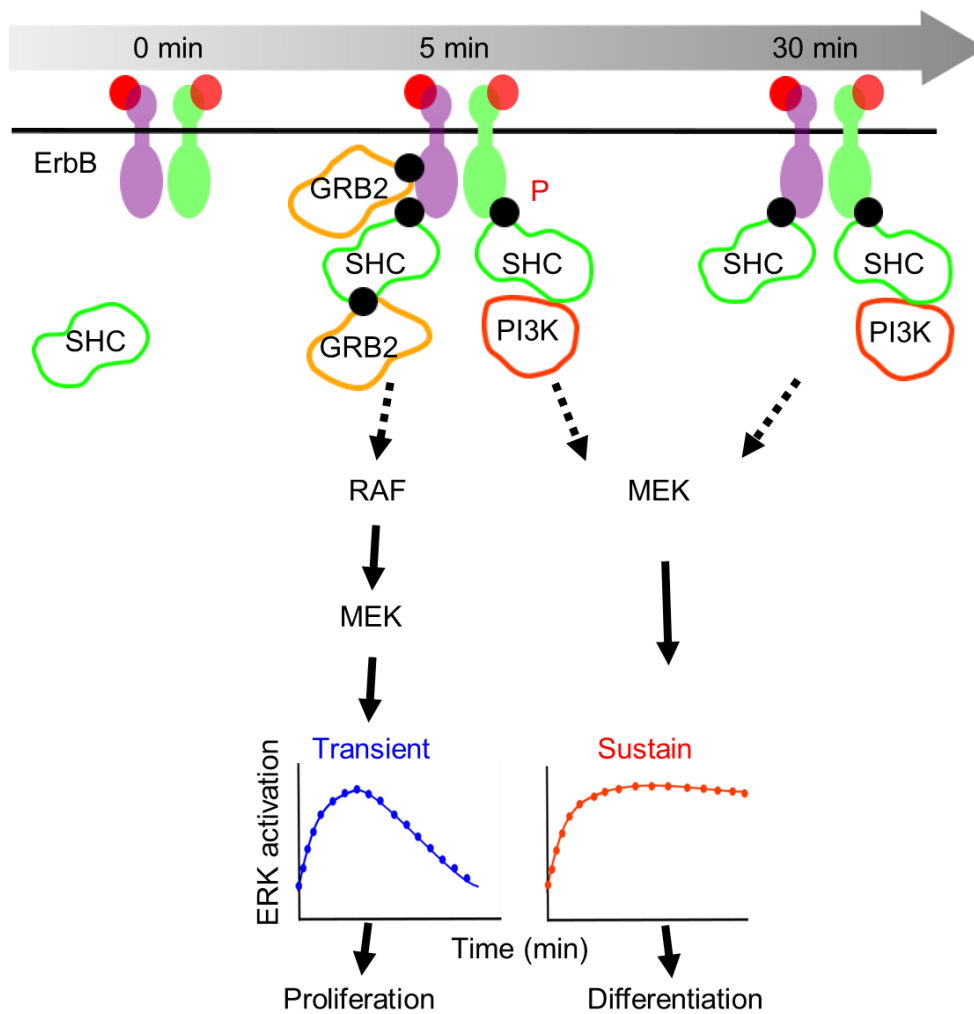 0 min 5 min 30 min
ErbB
GRB2
P
SHC SHC SHC SHC
SHC GRB2 PI3K PI3K
RAF MEK
MEK
Transient Sustain
ERK activation
Time (min)
Proliferation Differentiation